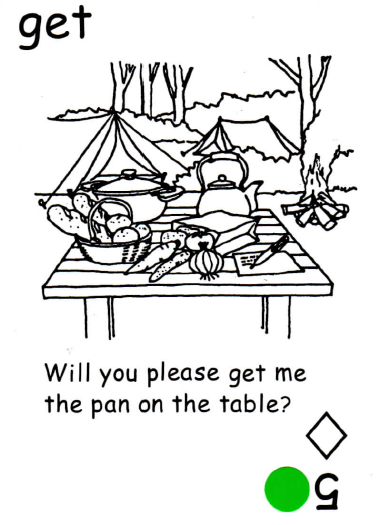 get
Will you please get me
the pan on the table?
5